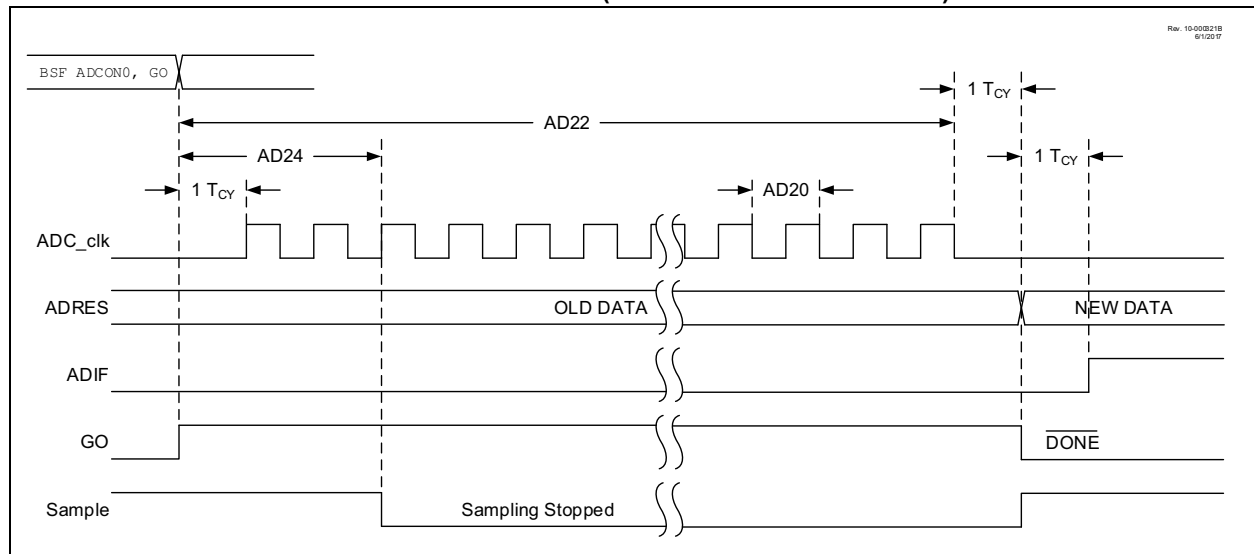 Rev. 10-000321B
6/1/2017
BSF ADCON0, GO
1 TCY
AD22
AD24
1 TCY
1 TCY
AD20
ADC_clk
ADRES
OLD DATA
NEW DATA
ADIF
GO
DONE
Sample
Sampling Stopped